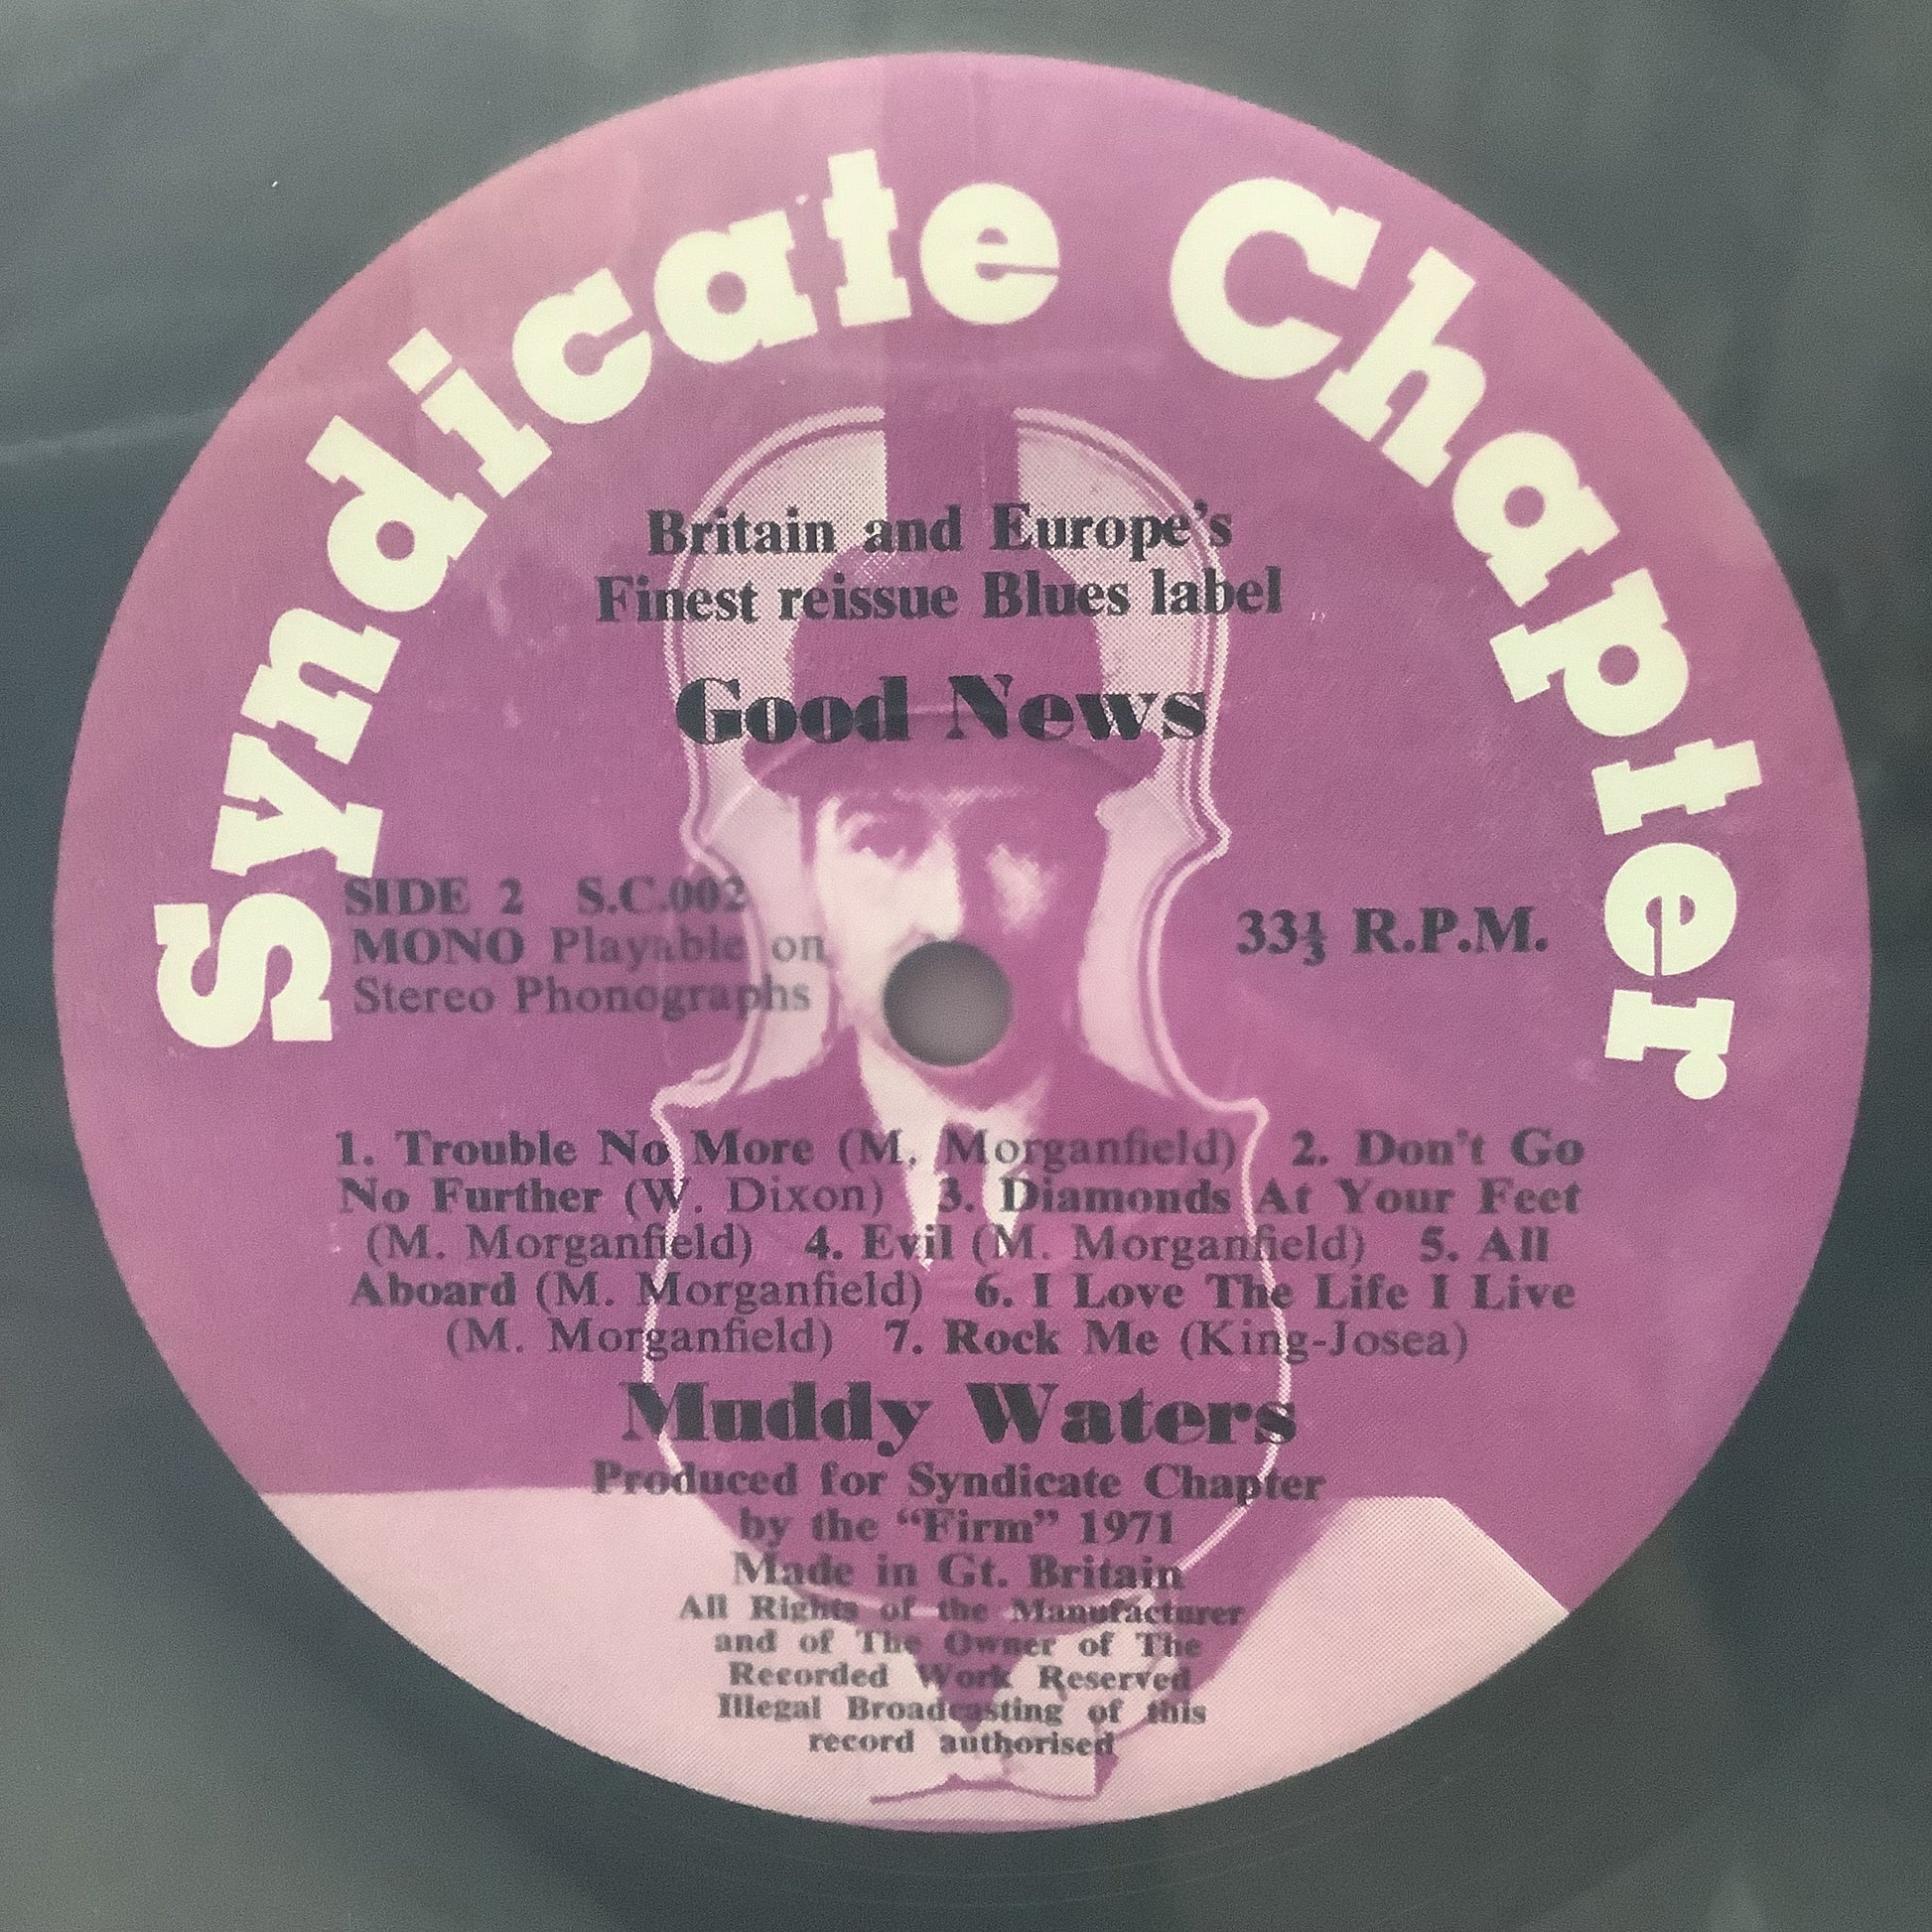 Syndicate Chapter
Britain and Europe's
Finest reissue Blues label
Good News
SIDE 2 S.C.002
MONO Playable on
Stereo Phonographs
33⅓ R.P.M.
1. Trouble No More (M. Morganfield) 2. Don't Go
No Further (W. Dixon) 3. Diamonds At Your Feet
(M. Morganfield) 4. Evil (M. Morganfield) 5. All
Aboard (M. Morganfield) 6. I Love The Life I Live
(M. Morganfield) 7. Rock Me (King-Josea)
Muddy Waters
Produced for Syndicate Chapter
by the “Firm” 1971
Made in Gt. Britain
All Rights of the Manufacturer
and of The Owner of The
Recorded Work Reserved
Illegal Broadcasting of this
record authorised